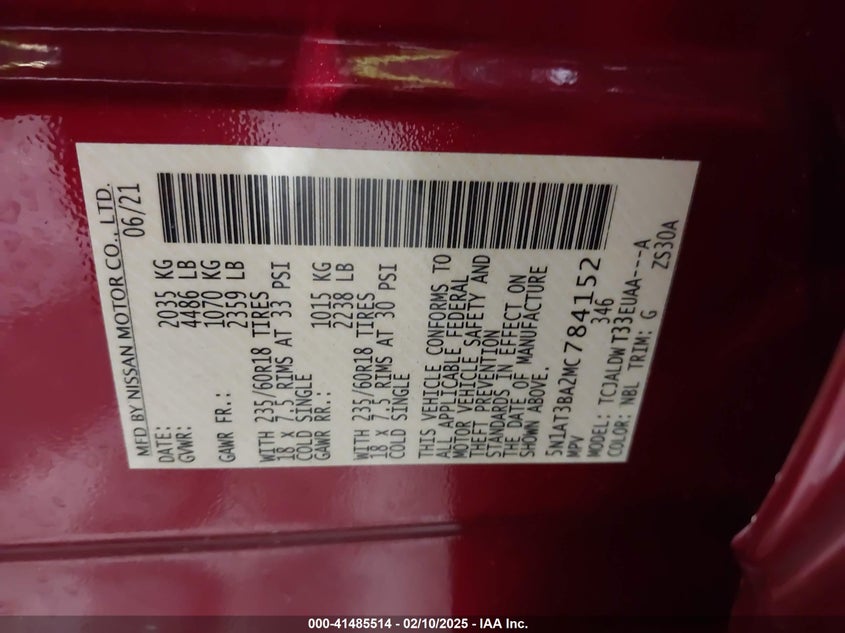 MFD BY NISSAN MOTOR CO., LTD.
DATE: 06/21
GVWR: 2035 KG
4486 LB
GAWR FR.: 1070 KG
2359 LB
WITH 235/60R18 TIRES
18 X 7.5 RIMS AT 33 PSI
COLD SINGLE
GAWR RR.: 1015 KG
2238 LB
WITH 235/60R18 TIRES
18 X 7.5 RIMS AT 30 PSI
COLD SINGLE
THIS VEHICLE CONFORMS TO
ALL APPLICABLE FEDERAL
MOTOR VEHICLE SAFETY AND
THEFT PREVENTION
STANDARDS IN EFFECT ON
THE DATE OF MANUFACTURE
SHOWN ABOVE.
5N1AT3BA2MC784152
MPV 346
MODEL: TCJALDWT33EUAA---A
COLOR: NBL TRIM: G ZS30A
000-41485514 - 02/10/2025 - IAA Inc.